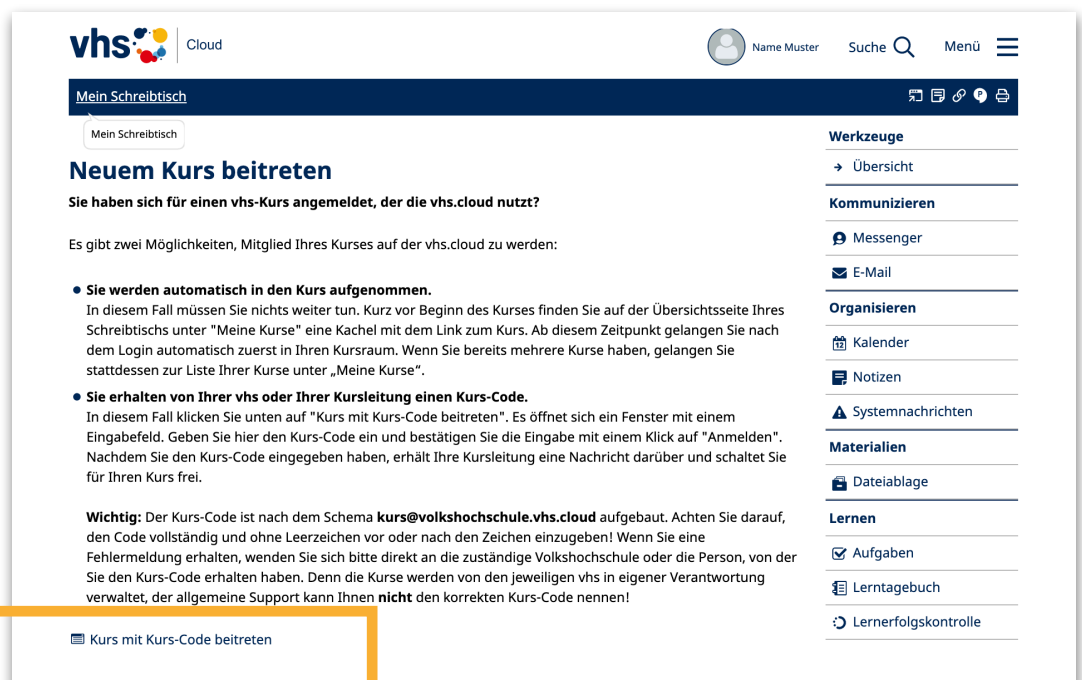 vhs Cloud
Name Muster
Suche
Menü
Mein Schreibtisch
Mein Schreibtisch
Neuem Kurs beitreten
Sie haben sich für einen vhs-Kurs angemeldet, der die vhs.cloud nutzt?
Es gibt zwei Möglichkeiten, Mitglied Ihres Kurses auf der vhs.cloud zu werden:
Sie werden automatisch in den Kurs aufgenommen.
In diesem Fall müssen Sie nichts weiter tun. Kurz vor Beginn des Kurses finden Sie auf der Übersichtsseite Ihres
Schreibtischs unter "Meine Kurse" eine Kachel mit dem Link zum Kurs. Ab diesem Zeitpunkt gelangen Sie nach
dem Login automatisch zuerst in Ihren Kursraum. Wenn Sie bereits mehrere Kurse haben, gelangen Sie
stattdessen zur Liste Ihrer Kurse unter „Meine Kurse“.
Sie erhalten von Ihrer vhs oder Ihrer Kursleitung einen Kurs-Code.
In diesem Fall klicken Sie unten auf "Kurs mit Kurs-Code beitreten". Es öffnet sich ein Fenster mit einem
Eingabefeld. Geben Sie hier den Kurs-Code ein und bestätigen Sie die Eingabe mit einem Klick auf "Anmelden".
Nachdem Sie den Kurs-Code eingegeben haben, erhält Ihre Kursleitung eine Nachricht darüber und schaltet Sie
für Ihren Kurs frei.
Wichtig: Der Kurs-Code ist nach dem Schema kurs@volkshochschule.vhs.cloud aufgebaut. Achten Sie darauf,
den Code vollständig und ohne Leerzeichen vor oder nach den Zeichen einzugeben! Wenn Sie eine
Fehlermeldung erhalten, wenden Sie sich bitte direkt an die zuständige Volkshochschule oder die Person, von der
Sie den Kurs-Code erhalten haben. Denn die Kurse werden von den jeweiligen vhs in eigener Verantwortung
verwaltet, der allgemeine Support kann Ihnen nicht den korrekten Kurs-Code nennen!
Kurs mit Kurs-Code beitreten
Werkzeuge
Übersicht
Kommunizieren
Messenger
E-Mail
Organisieren
Kalender
Notizen
Systemnachrichten
Materialien
Dateiablage
Lernen
Aufgaben
Lerntagebuch
Lernerfolgskontrolle